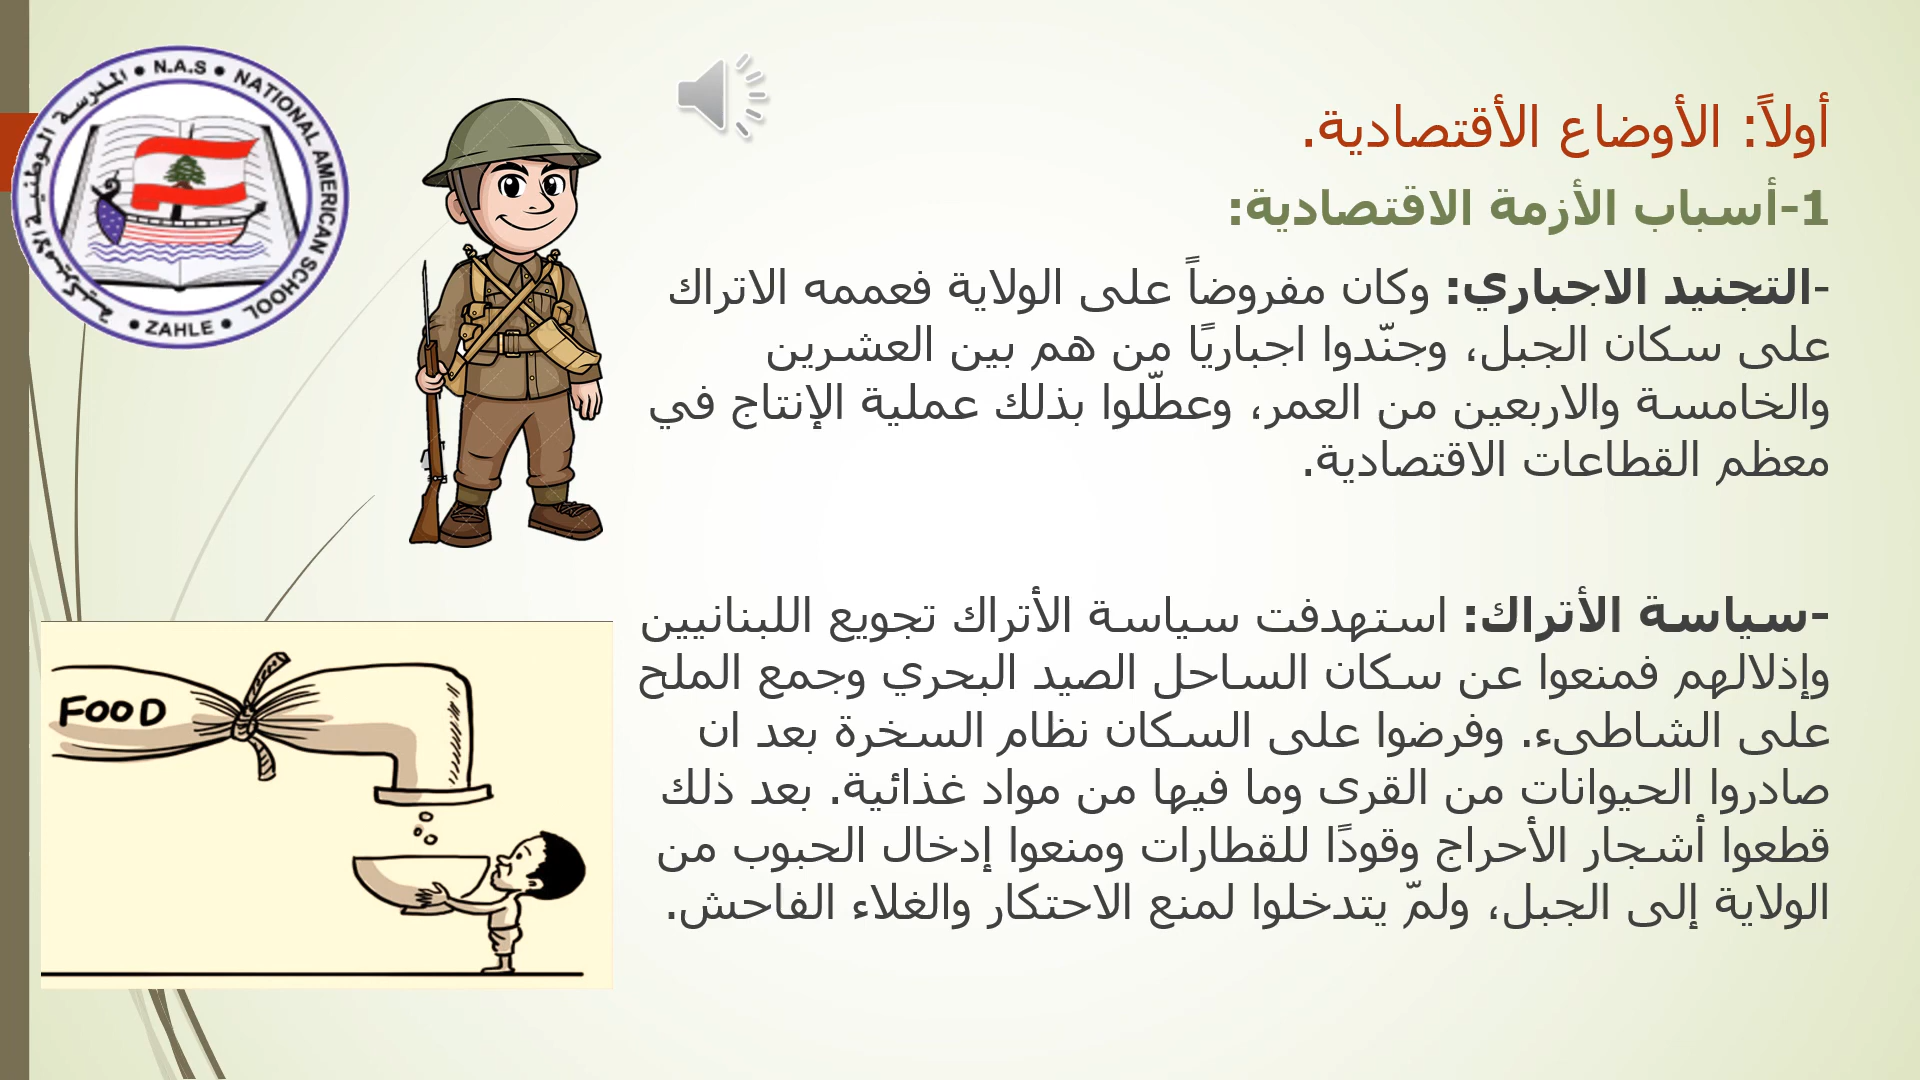 أولاً: الأوضاع الأقتصادية.
1-أسباب الأزمة الاقتصادية:
-التجنيد الاجباري: وكان مفروضاً على الولاية فعممه الاتراك
على سكان الجبل، وجنّدوا اجباريًا من هم بين العشرين
والخامسة والاربعين من العمر، وعطّلوا بذلك عملية الإنتاج في
معظم القطاعات الاقتصادية.
-سياسة الأتراك: استهدفت سياسة الأتراك تجويع اللبنانيين
وإذلالهم فمنعوا عن سكان الساحل الصيد البحري وجمع الملح
على الشاطىء. وفرضوا على السكان نظام السخرة بعد ان
صادروا الحيوانات من القرى وما فيها من مواد غذائية. بعد ذلك
قطعوا أشجار الأحراج وقودًا للقطارات ومنعوا إدخال الحبوب من
الولاية إلى الجبل، ولمّ يتدخلوا لمنع الاحتكار والغلاء الفاحش.
المدرسة الوطنية الاميركية • N.A.S • NATIONAL AMERICAN SCHOOL
• ZAHLE •
FOOD